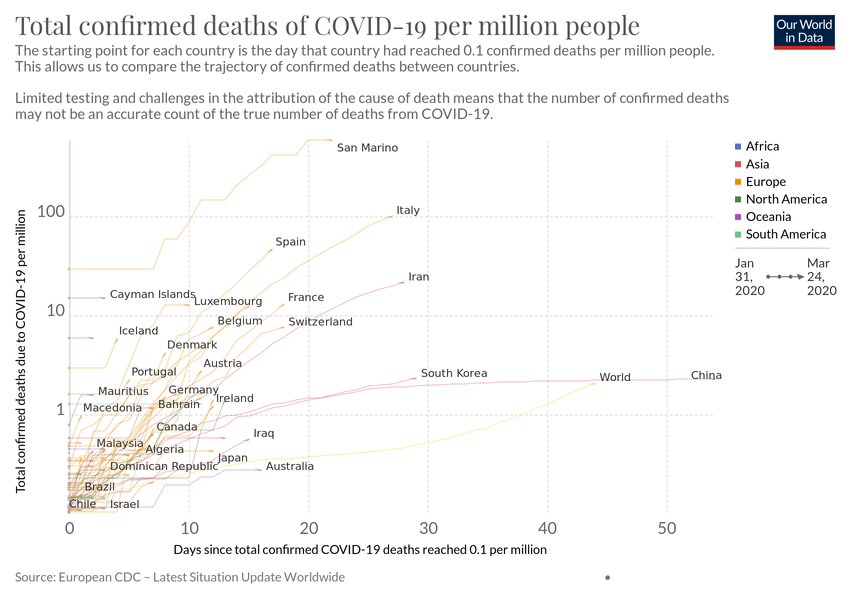 Total confirmed deaths of COVID-19 per million people
Our World
in Data
The starting point for each country is the day that country had reached 0.1 confirmed deaths per million people.
This allows us to compare the trajectory of confirmed deaths between countries.
Limited testing and challenges in the attribution of the cause of death means that the number of confirmed deaths
may not be an accurate count of the true number of deaths from COVID-19.
Total confirmed deaths due to COVID-19 per million
100
10
1
San Marino
Italy
Spain
Iran
Cayman Islands
Luxembourg
France
Belgium
Switzerland
Iceland
Denmark
Austria
Portugal
South Korea
World
China
Mauritius
Germany
Ireland
Macedonia
Bahrain
Canada
Iraq
Malaysia
Algeria
Japan
Dominican Republic
Australia
Brazil
Chile
Israel
0
10
20
30
40
50
Days since total confirmed COVID-19 deaths reached 0.1 per million
Africa
Asia
Europe
North America
Oceania
South America
Jan
31,
2020
Mar
24,
2020
Source: European CDC – Latest Situation Update Worldwide